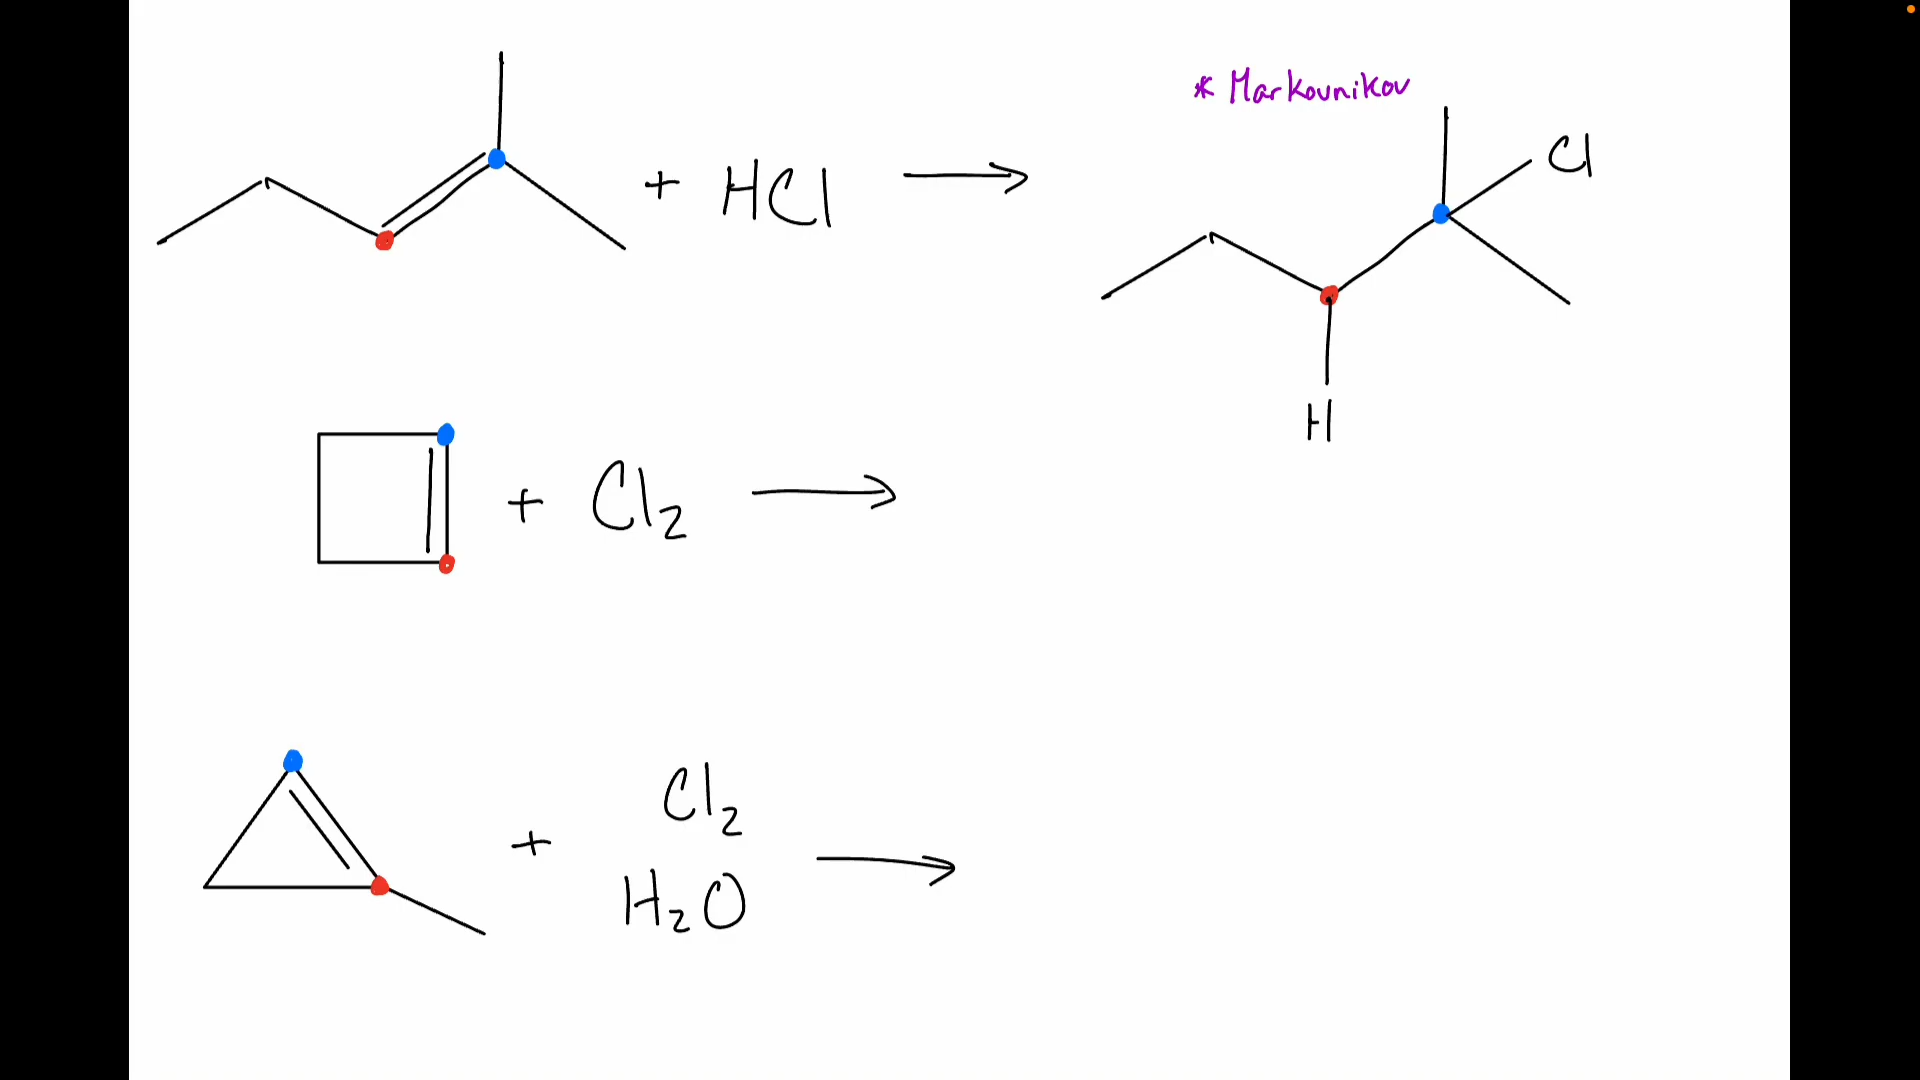 * Markovnikov
+ HCl
Cl
H
+ Cl₂
+
Cl₂
H₂O